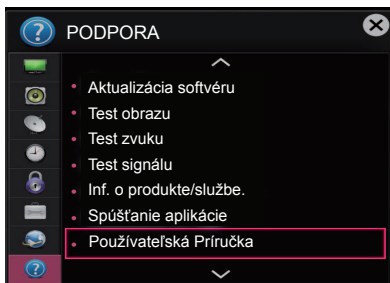 PODPORA
Aktualizácia softvéru
Test obrazu
Test zvuku
Test signálu
Inf. o produkte/službe.
Spúšťanie aplikácie
Používateľská Príručka